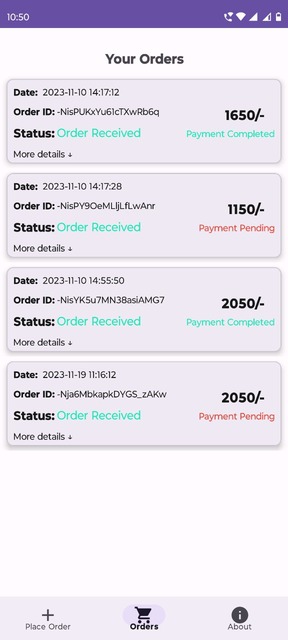 10:50
Your Orders
Date: 2023-11-10 14:17:12
Order ID: -NisPUKxYu61cTXwRb6q
1650/-
Status: Order Received
Payment Completed
More details ↓
Date: 2023-11-10 14:17:28
Order ID: -NisPY9OeMLljLfLwAnr
1150/-
Status: Order Received
Payment Pending
More details ↓
Date: 2023-11-10 14:55:50
Order ID: -NisYK5u7MN38asiAMG7
2050/-
Status: Order Received
Payment Completed
More details ↓
Date: 2023-11-19 11:16:12
Order ID: -Nja6MbkapkDYGS_zAKw
2050/-
Status: Order Received
Payment Pending
More details ↓
Place Order
Orders
About